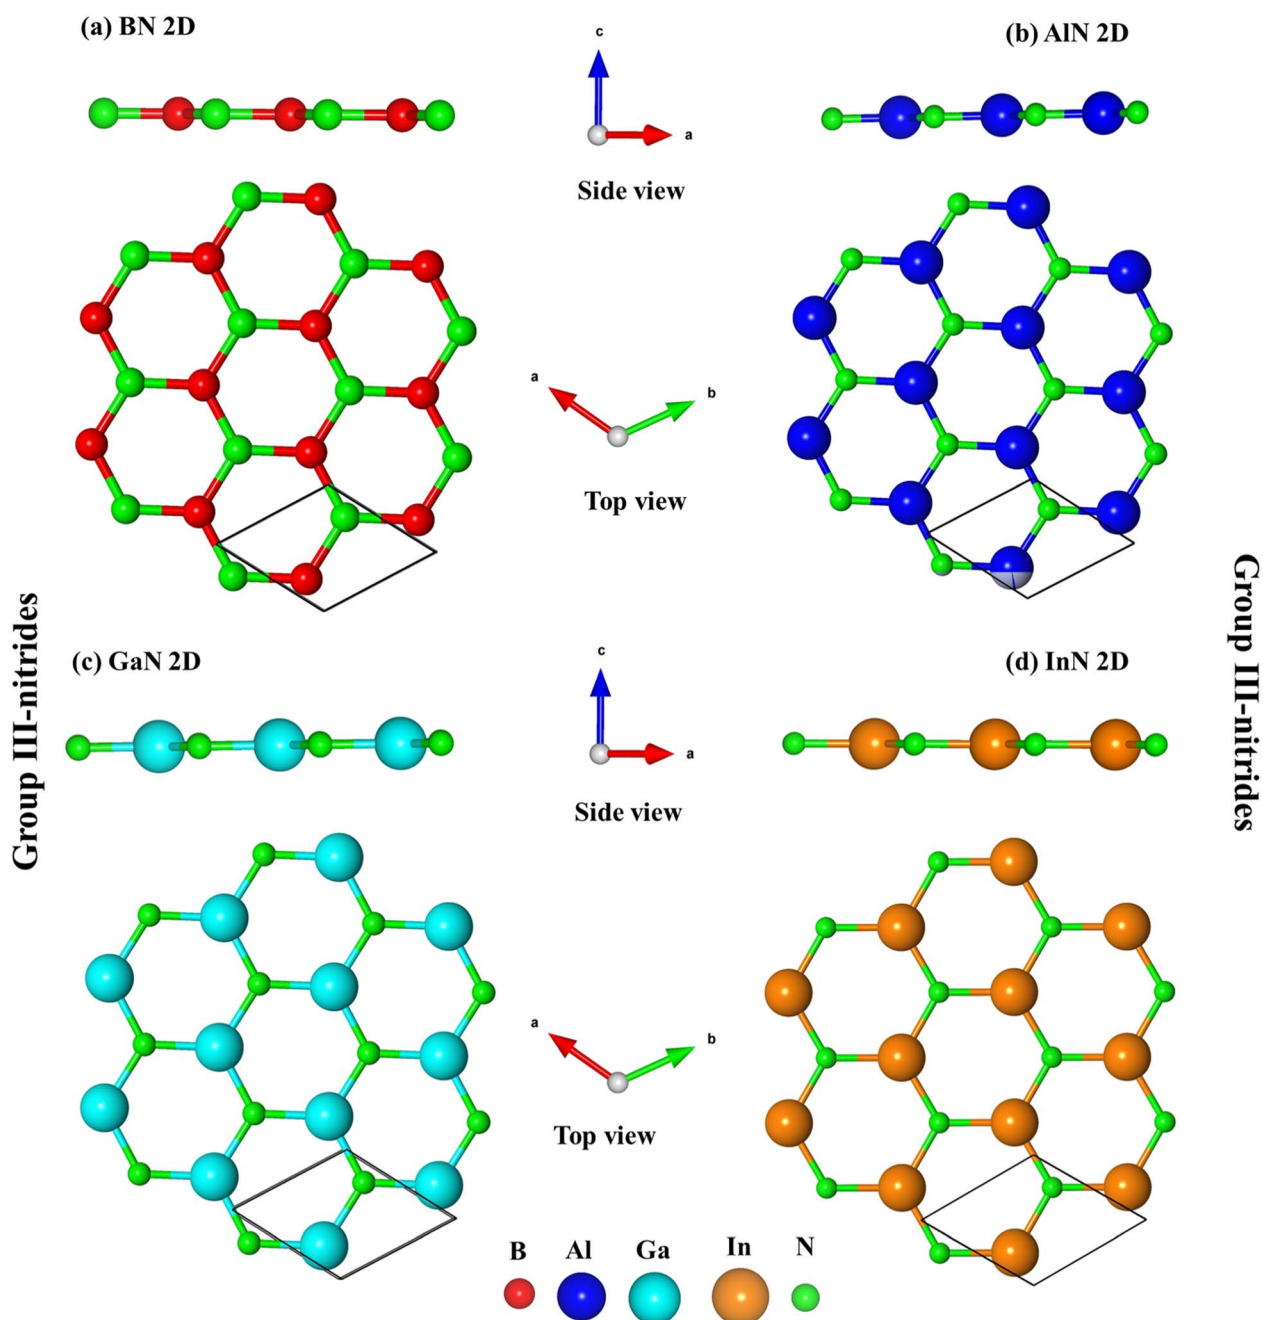 (a) BN 2D
(b) AlN 2D
c
a
Side view
a
b
Top view
Group III-nitrides
Group III-nitrides
(c) GaN 2D
(d) InN 2D
c
a
Side view
a
b
Top view
B
Al
Ga
In
N